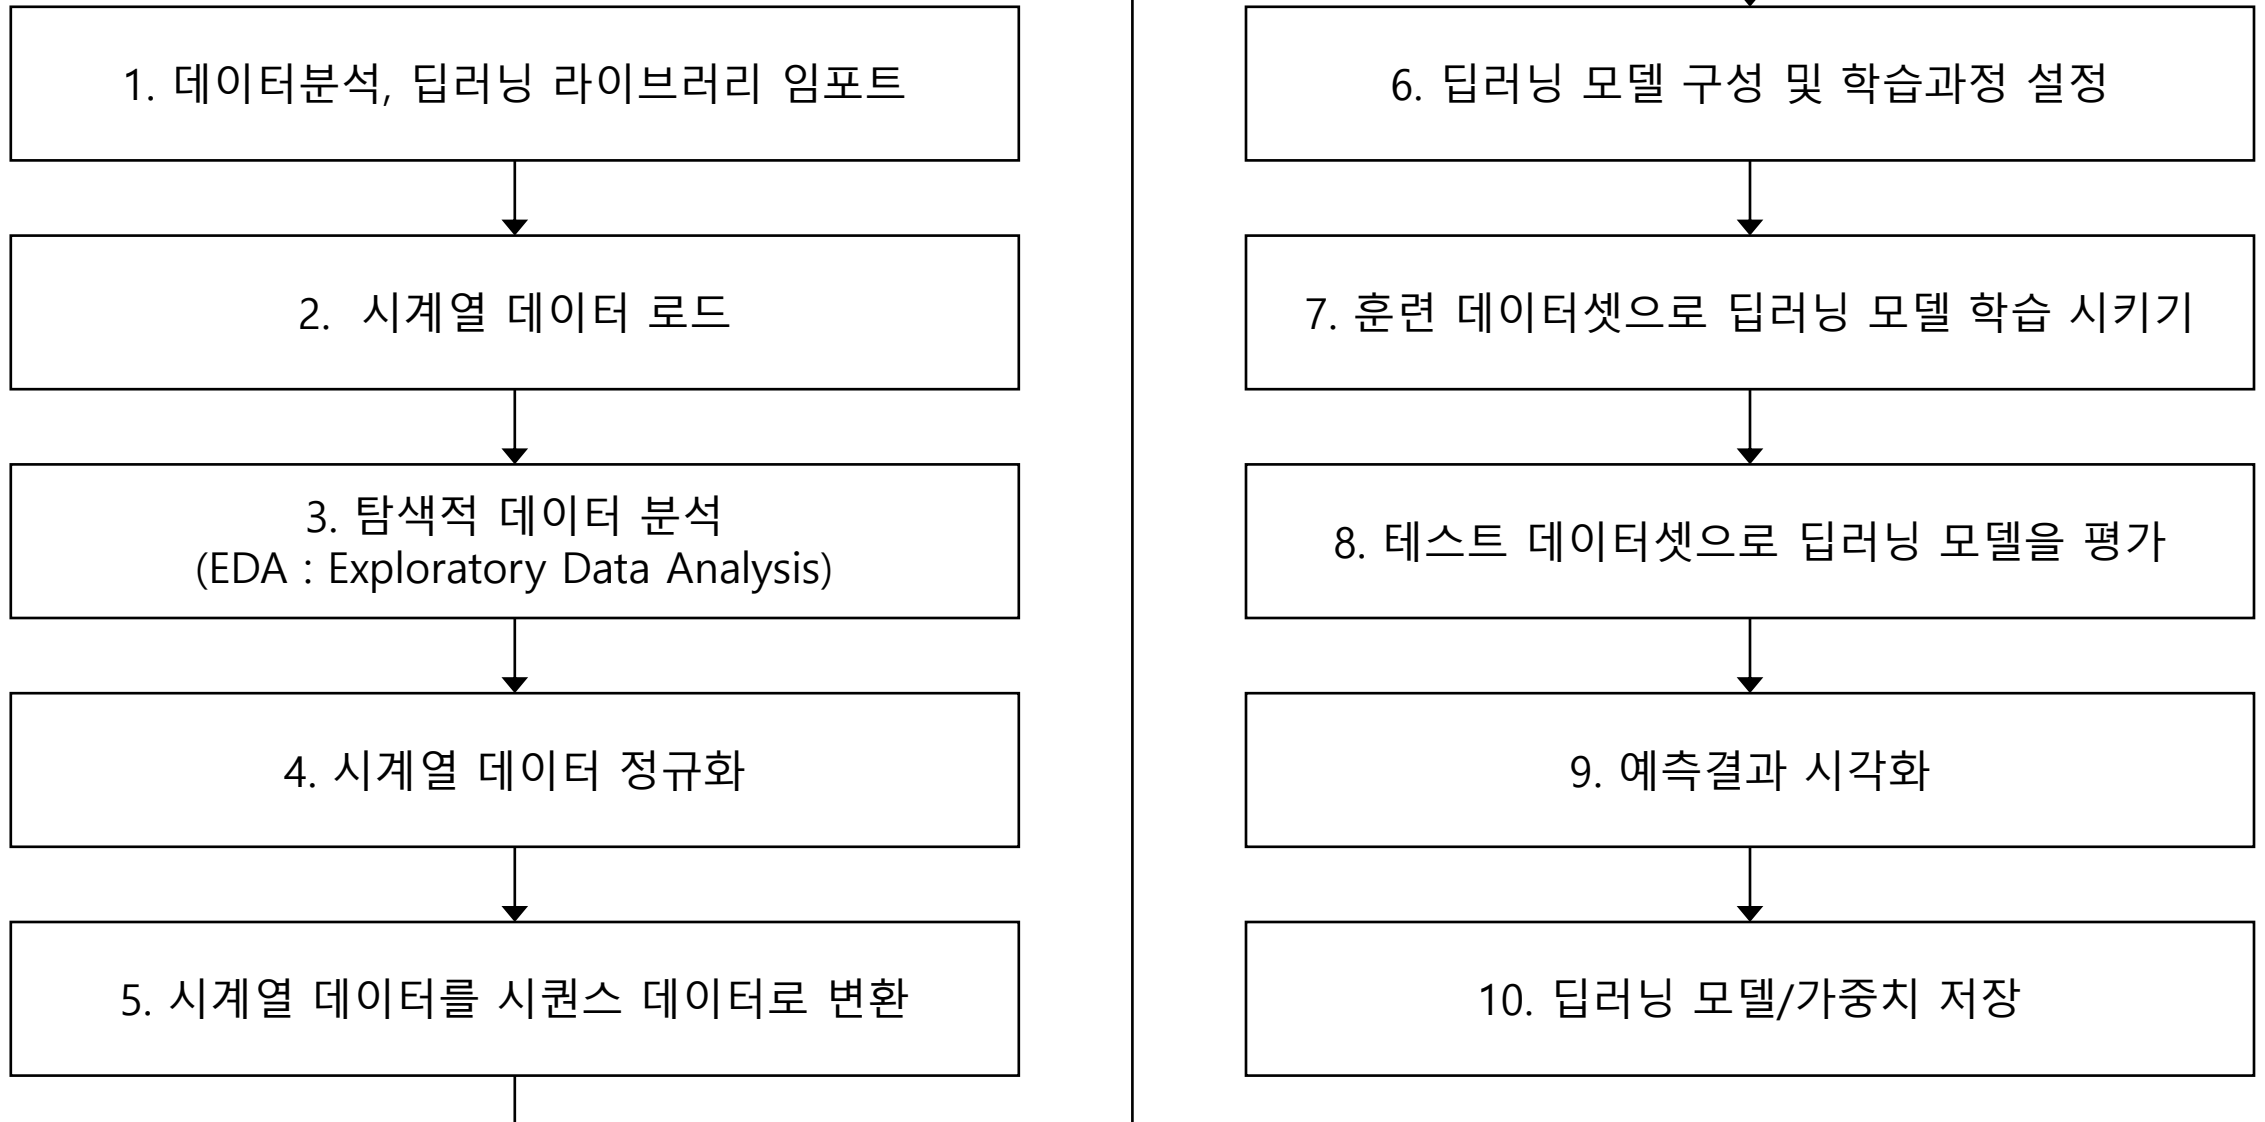 1. 데이터분석, 딥러닝 라이브러리 임포트
2. 시계열 데이터 로드
3. 탐색적 데이터 분석
(EDA : Exploratory Data Analysis)
4. 시계열 데이터 정규화
5. 시계열 데이터를 시퀀스 데이터로 변환
6. 딥러닝 모델 구성 및 학습과정 설정
7. 훈련 데이터셋으로 딥러닝 모델 학습 시키기
8. 테스트 데이터셋으로 딥러닝 모델을 평가
9. 예측결과 시각화
10. 딥러닝 모델/가중치 저장